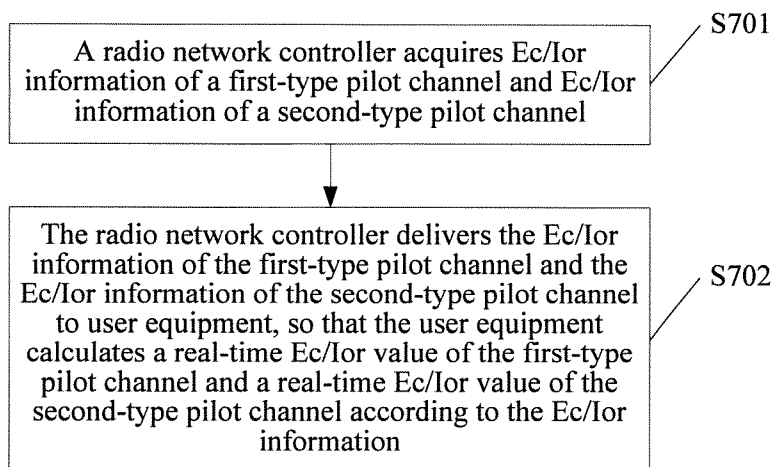 S701
A radio network controller acquires Ec/Ior
information of a first-type pilot channel and Ec/Ior
information of a second-type pilot channel
The radio network controller delivers the Ec/Ior
information of the first-type pilot channel and the
Ec/Ior information of the second-type pilot channel
to user equipment, so that the user equipment
calculates a real-time Ec/Ior value of the first-type
pilot channel and a real-time Ec/Ior value of the
second-type pilot channel according to the Ec/Ior
information
S702